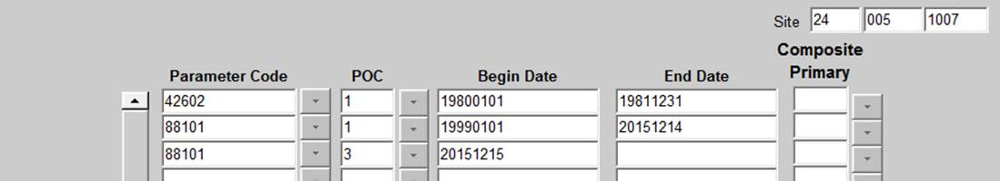 Site 24 005 1007
Composite
Parameter Code POC Begin Date End Date Primary
42602 1 19800101 19811231
88101 1 19990101 20151214
88101 3 20151215